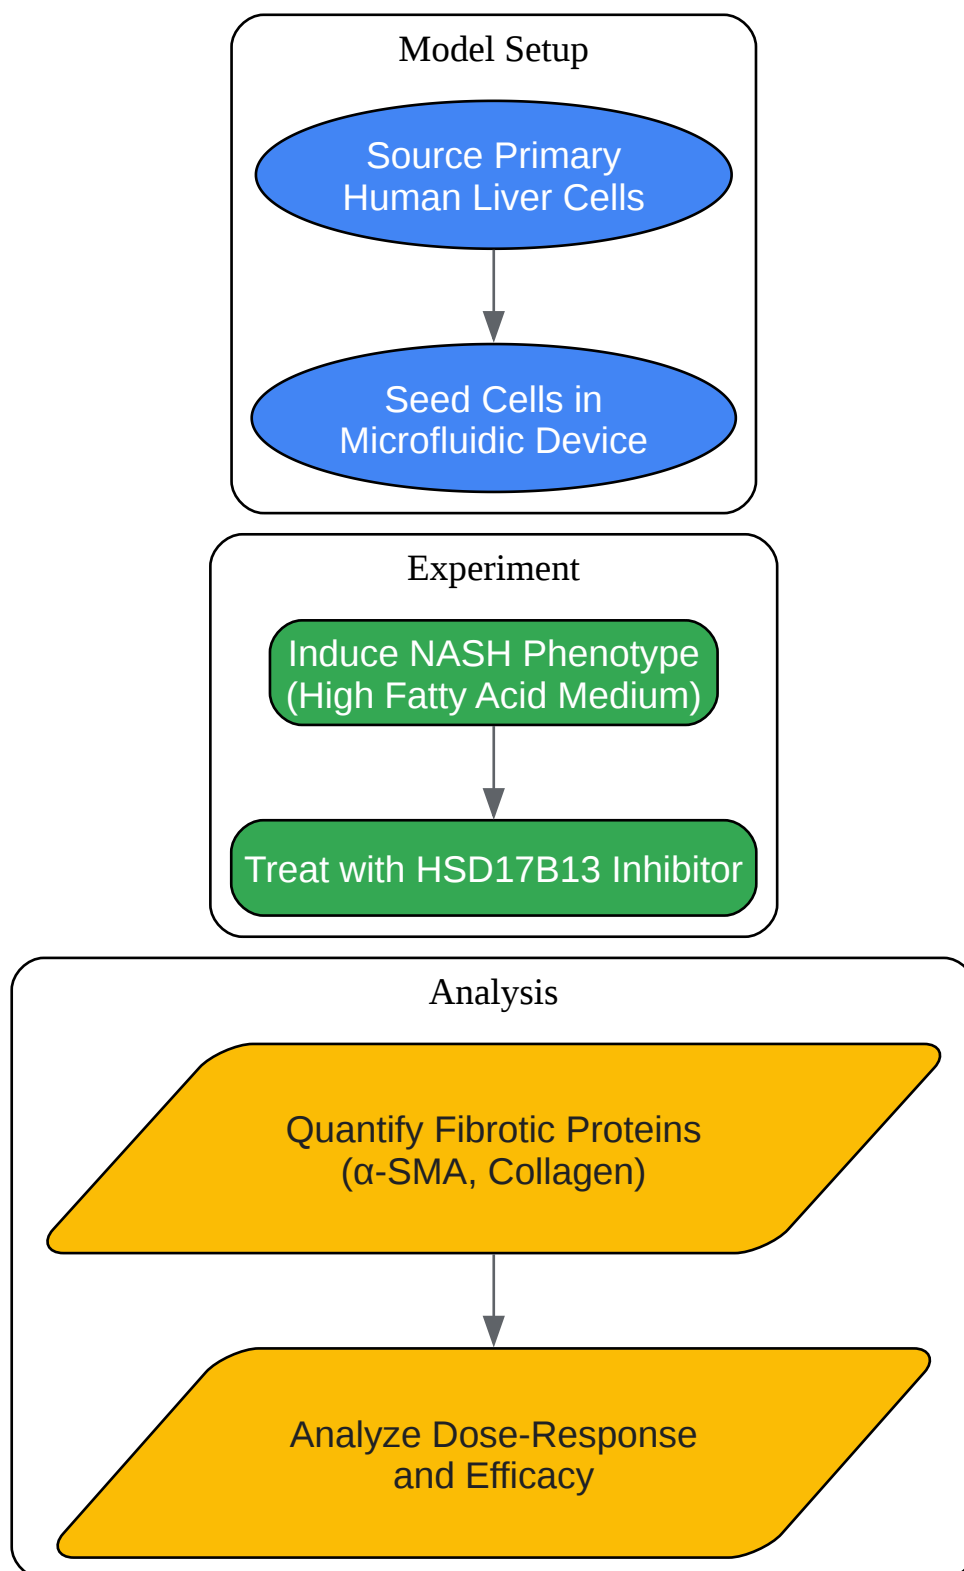 Model Setup
Source Primary
Human Liver Cells
Seed Cells in
Microfluidic Device
Experiment
Induce NASH Phenotype
(High Fatty Acid Medium)
Treat with HSD17B13 Inhibitor
Analysis
Quantify Fibrotic Proteins
(α-SMA, Collagen)
Analyze Dose-Response
and Efficacy